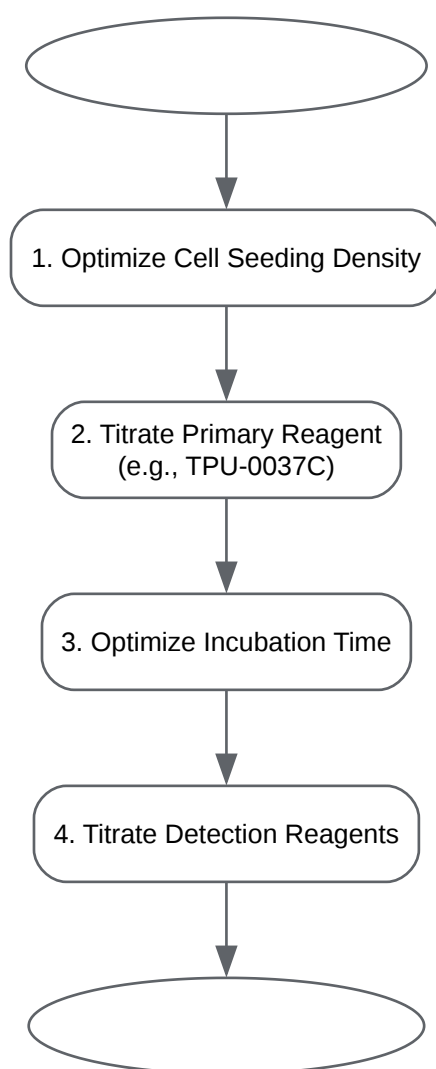 1. Optimize Cell Seeding Density
2. Titrate Primary Reagent
(e.g., TPU-0037C)
3. Optimize Incubation Time
4. Titrate Detection Reagents